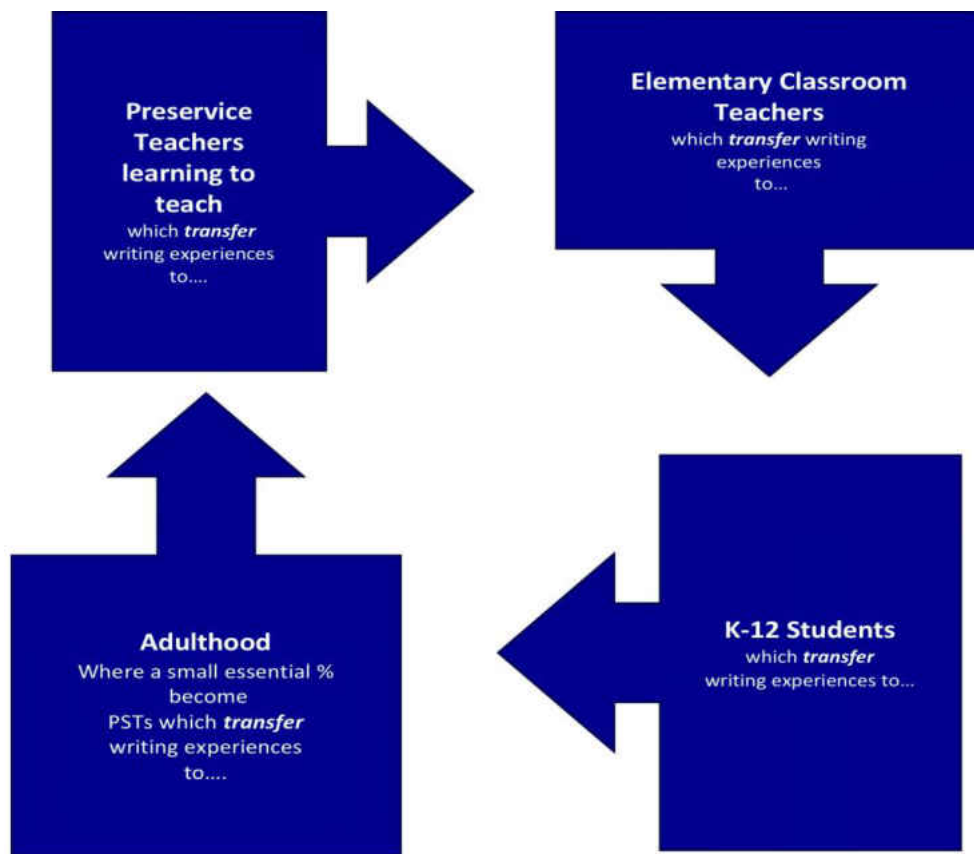 Preservice
Teachers
learning to
teach
which transfer
writing experiences
to....
Elementary Classroom
Teachers
which transfer writing
experiences
to...
K-12 Students
which transfer
writing experiences to...
Adulthood
Where a small essential %
become
PSTs which transfer
writing experiences
to....